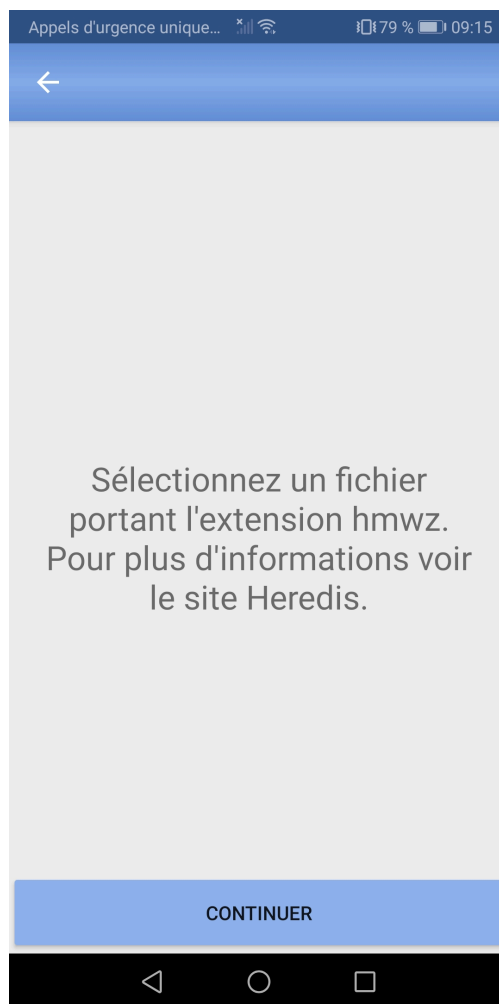 Appels d'urgence unique... 79 % 09:15
Sélectionnez un fichier
portant l'extension hmwz.
Pour plus d'informations voir
le site Heredis.
CONTINUER